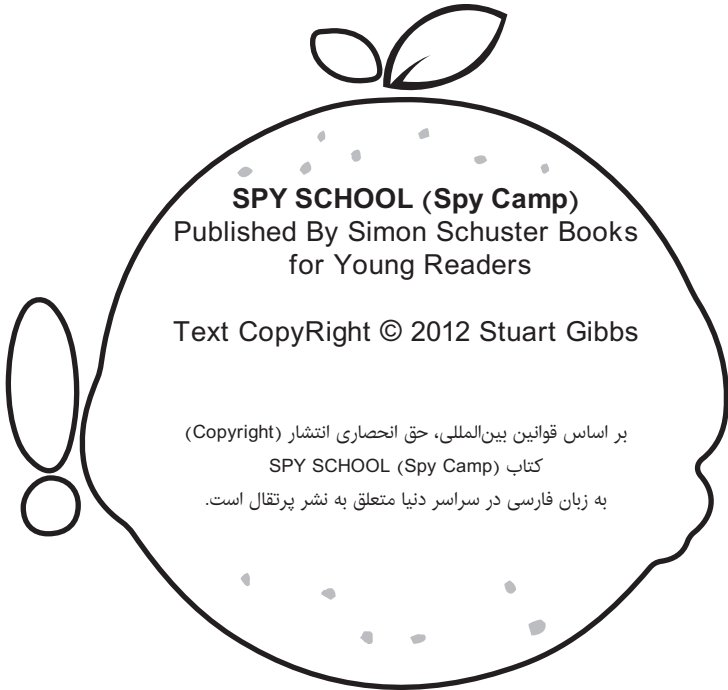 SPY SCHOOL (Spy Camp)
Published By Simon Schuster Books
for Young Readers
Text CopyRight © 2012 Stuart Gibbs
بر اساس قوانین بین‌المللی، حق انحصاری انتشار (Copyright)
کتاب SPY SCHOOL (Spy Camp)
به زبان فارسی در سراسر دنیا متعلق به نشر پرتقال است.